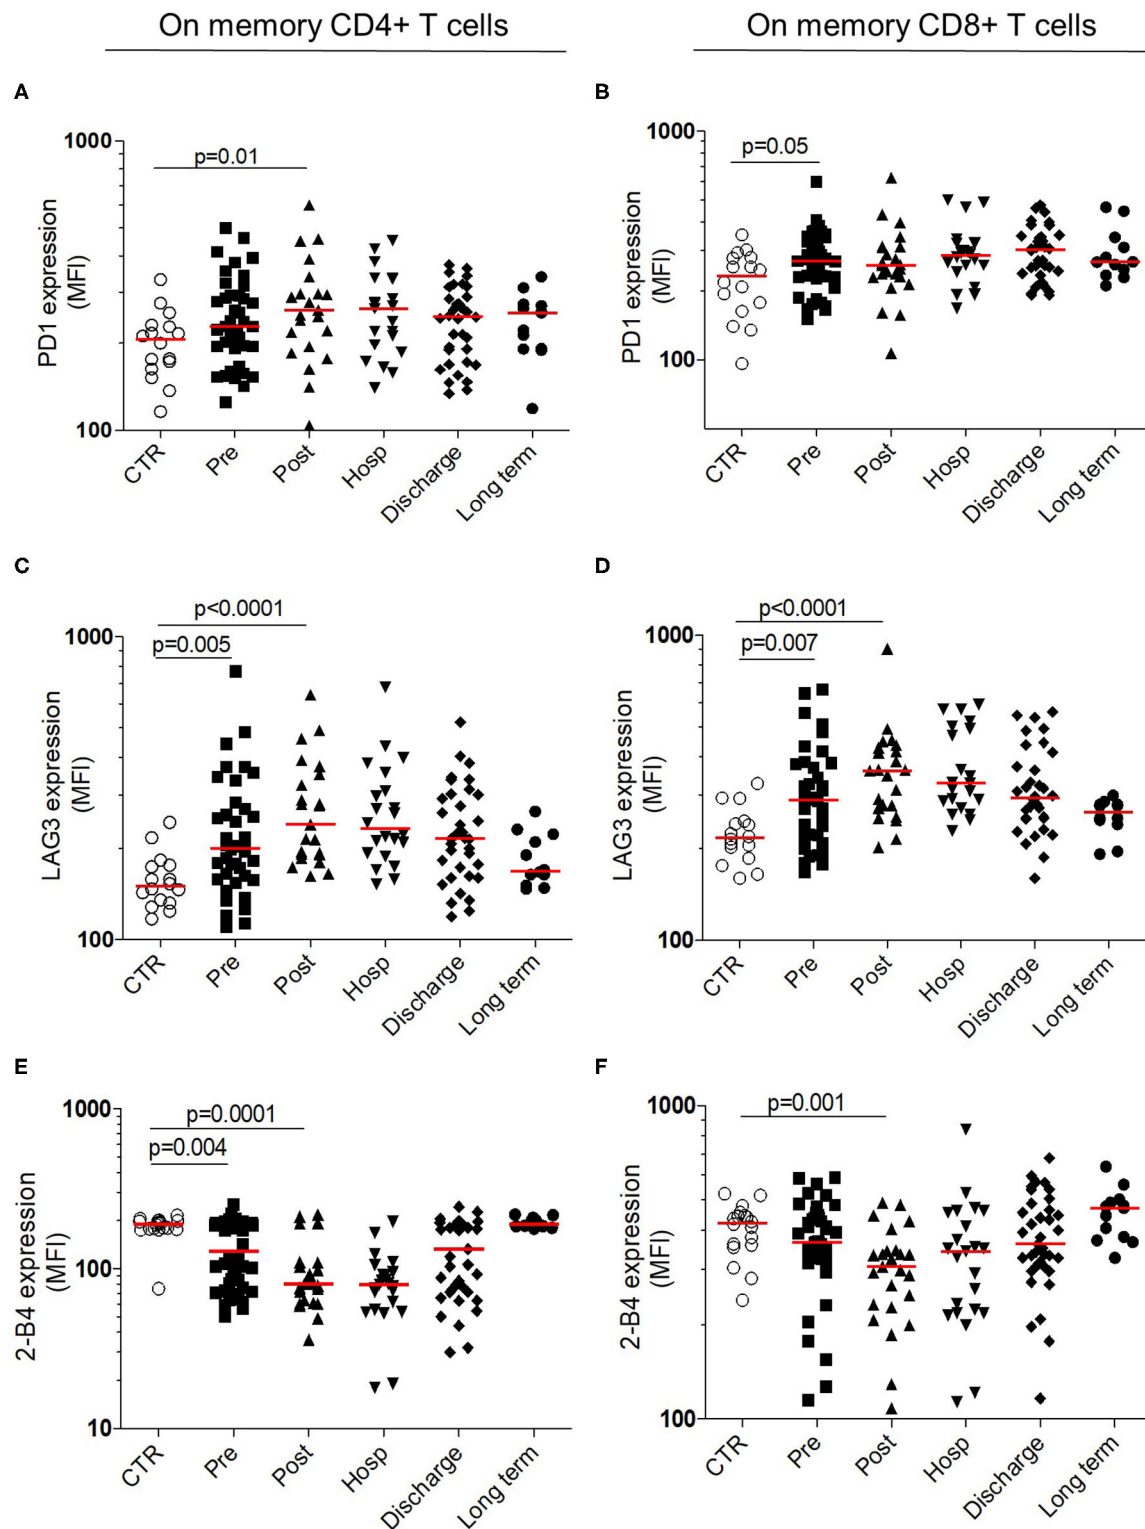 On memory CD4+ T cells
On memory CD8+ T cells
A
1000
100
PD1 expression
(MFI)
p=0.01
CTR
Pre
Post
Hosp
Discharge
Long term
B
1000
100
PD1 expression
(MFI)
p=0.05
CTR
Pre
Post
Hosp
Discharge
Long term
C
1000
100
LAG3 expression
(MFI)
p<0.0001
p=0.005
CTR
Pre
Post
Hosp
Discharge
Long term
D
1000
100
LAG3 expression
(MFI)
p<0.0001
p=0.007
CTR
Pre
Post
Hosp
Discharge
Long term
E
1000
100
10
2-B4 expression
(MFI)
p=0.0001
p=0.004
CTR
Pre
Post
Hosp
Discharge
Long term
F
1000
100
2-B4 expression
(MFI)
p=0.001
CTR
Pre
Post
Hosp
Discharge
Long term